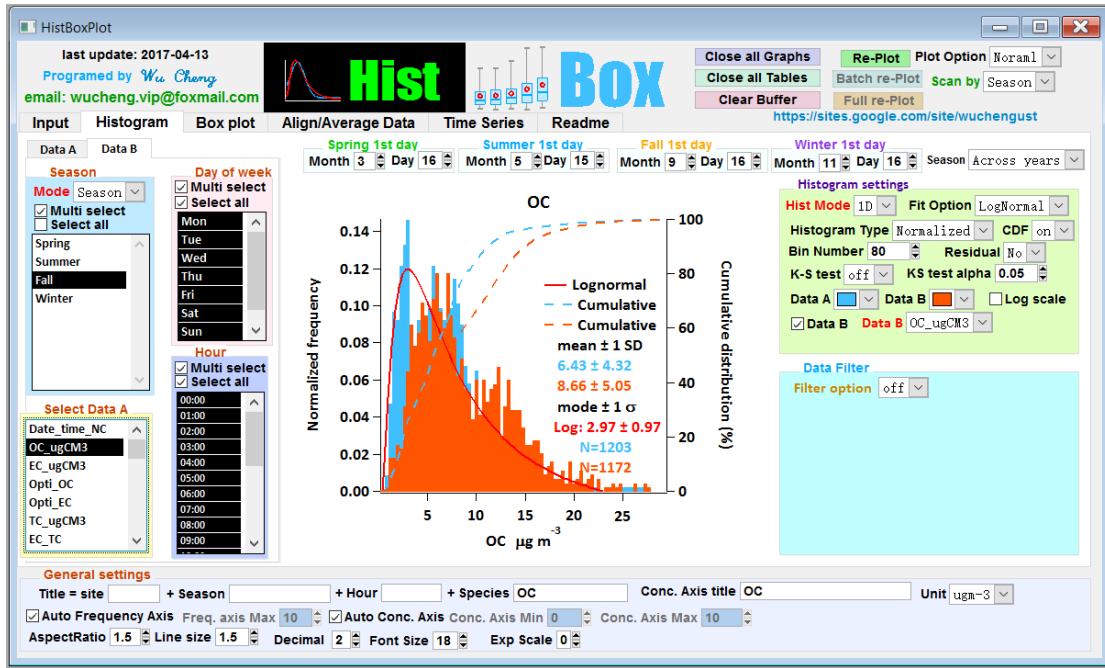 HistBoxPlot
last update: 2017-04-13
Programed by Wu Cheng
email: wucheng.vip@foxmail.com
Hist Box
Close all Graphs
Close all Tables
Clear Buffer
Re-Plot
Batch re-Plot
Full re-Plot
Plot Option Noraml
Scan by Season
https://sites.google.com/site/wuchengust
Input Histogram Box plot Align/Average Data Time Series Readme
Data A Data B
Spring 1st day Summer 1st day Fall 1st day Winter 1st day
Month 3 Day 16 Month 5 Day 15 Month 9 Day 16 Month 11 Day 16 Season Across years
Season
Mode Season
Multi select
Select all
Spring
Summer
Fall
Winter
Day of week
Multi select
Select all
Mon
Tue
Wed
Thu
Fri
Sat
Sun
Select Data A
Date_time_NC
OC_ugCM3
EC_ugCM3
Opti_OC
Opti_EC
TC_ugCM3
EC_TC
Hour
Multi select
Select all
00:00
01:00
02:00
03:00
04:00
05:00
06:00
07:00
08:00
09:00
OC
Normalized frequency
0.14
0.12
0.10
0.08
0.06
0.04
0.02
0.00
Lognormal
Cumulative
Cumulative
mean ± 1 SD
6.43 ± 4.32
8.66 ± 5.05
mode ± 1 σ
Log: 2.97 ± 0.97
N=1203
N=1172
100
80
60
40
20
0
Cumulative distribution (%)
5 10 15 20 25
OC μg m-3
Histogram settings
Hist Mode 1D Fit Option LogNormal
Histogram Type Normalized CDF on
Bin Number 80 Residual No
K-S test off KS test alpha 0.05
Data A Data B Log scale
Data B Data B OC_ugCM3
Data Filter
Filter option off
General settings
Title = site + Season + Hour + Species OC Conc. Axis title OC Unit ugm-3
Auto Frequency Axis Freq. axis Max 10 Auto Conc. Axis Conc. Axis Min 0 Conc. Axis Max 10
AspectRatio 1.5 Line size 1.5 Decimal 2 Font Size 18 Exp Scale 0